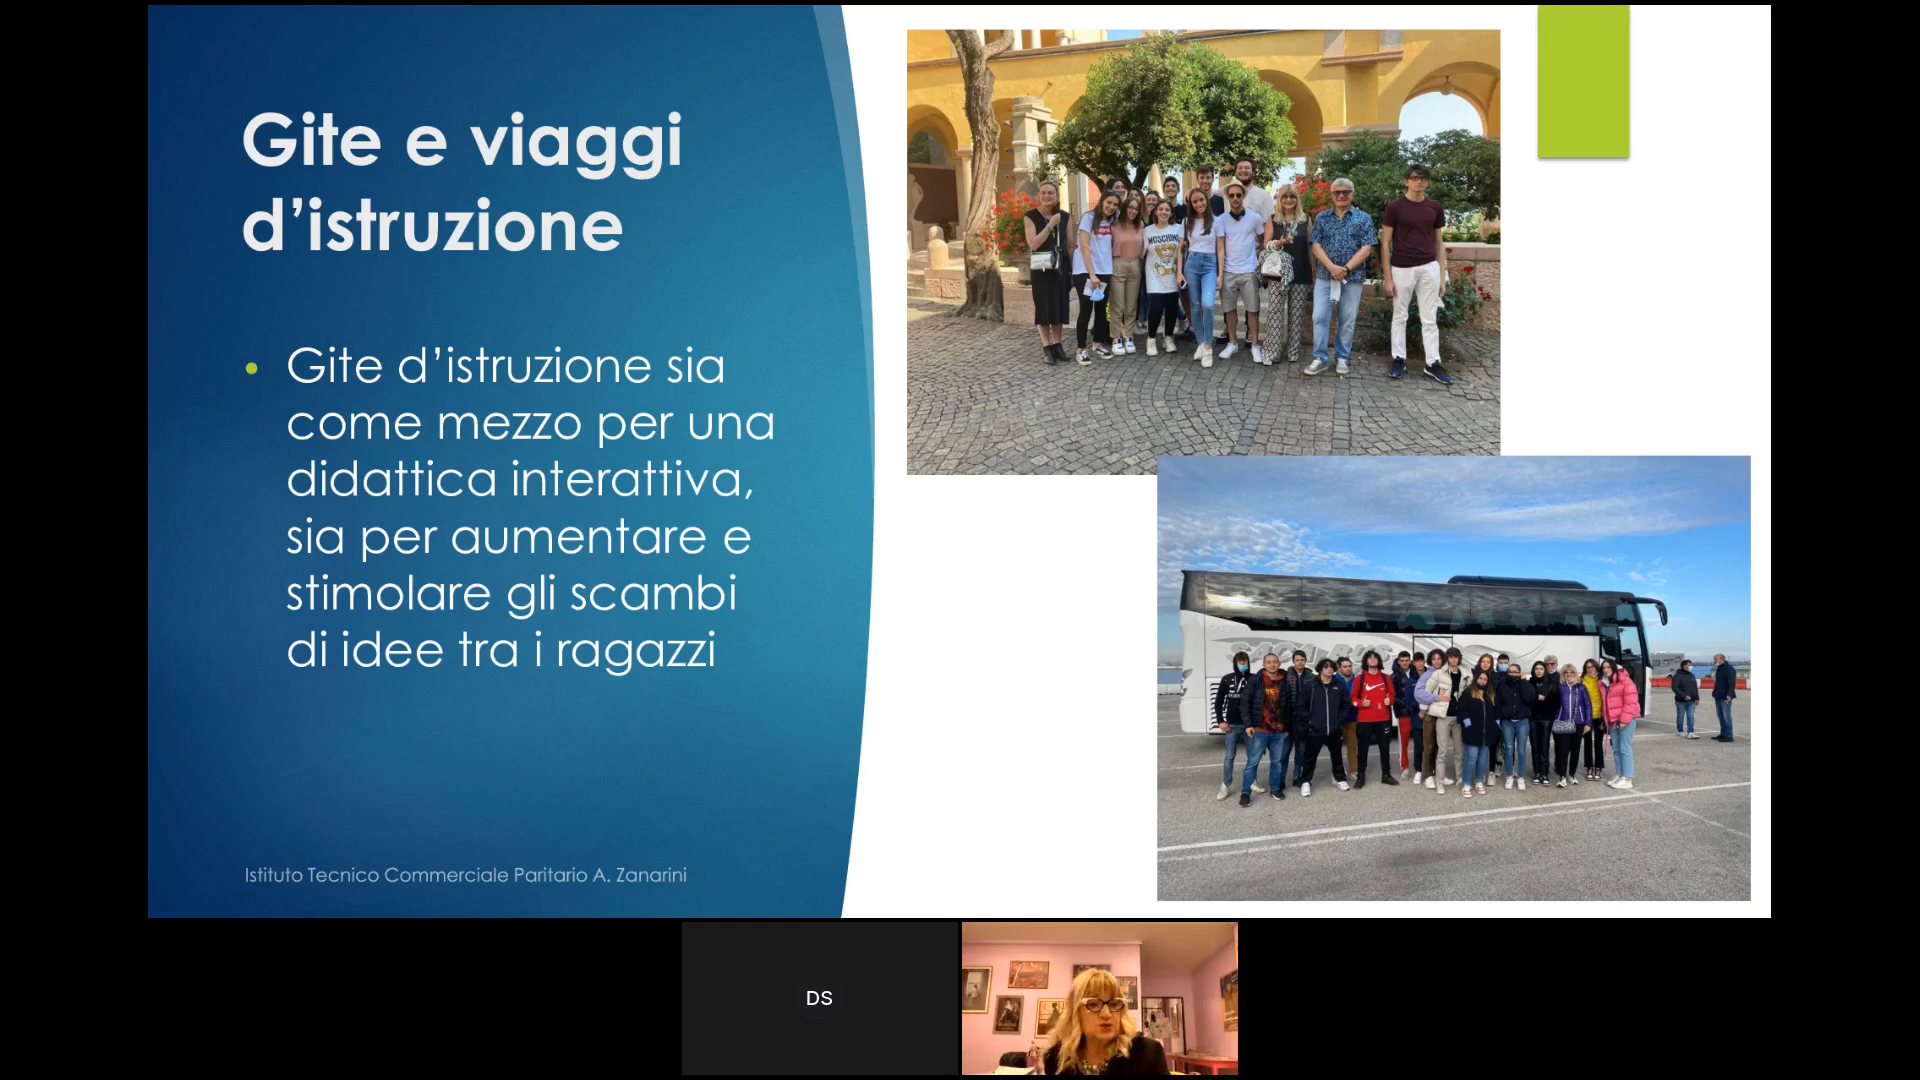 Gite e viaggi
d’istruzione
• Gite d’istruzione sia
come mezzo per una
didattica interattiva,
sia per aumentare e
stimolare gli scambi
di idee tra i ragazzi
Istituto Tecnico Commerciale Paritario A. Zanarini
MOSCHINO
DS